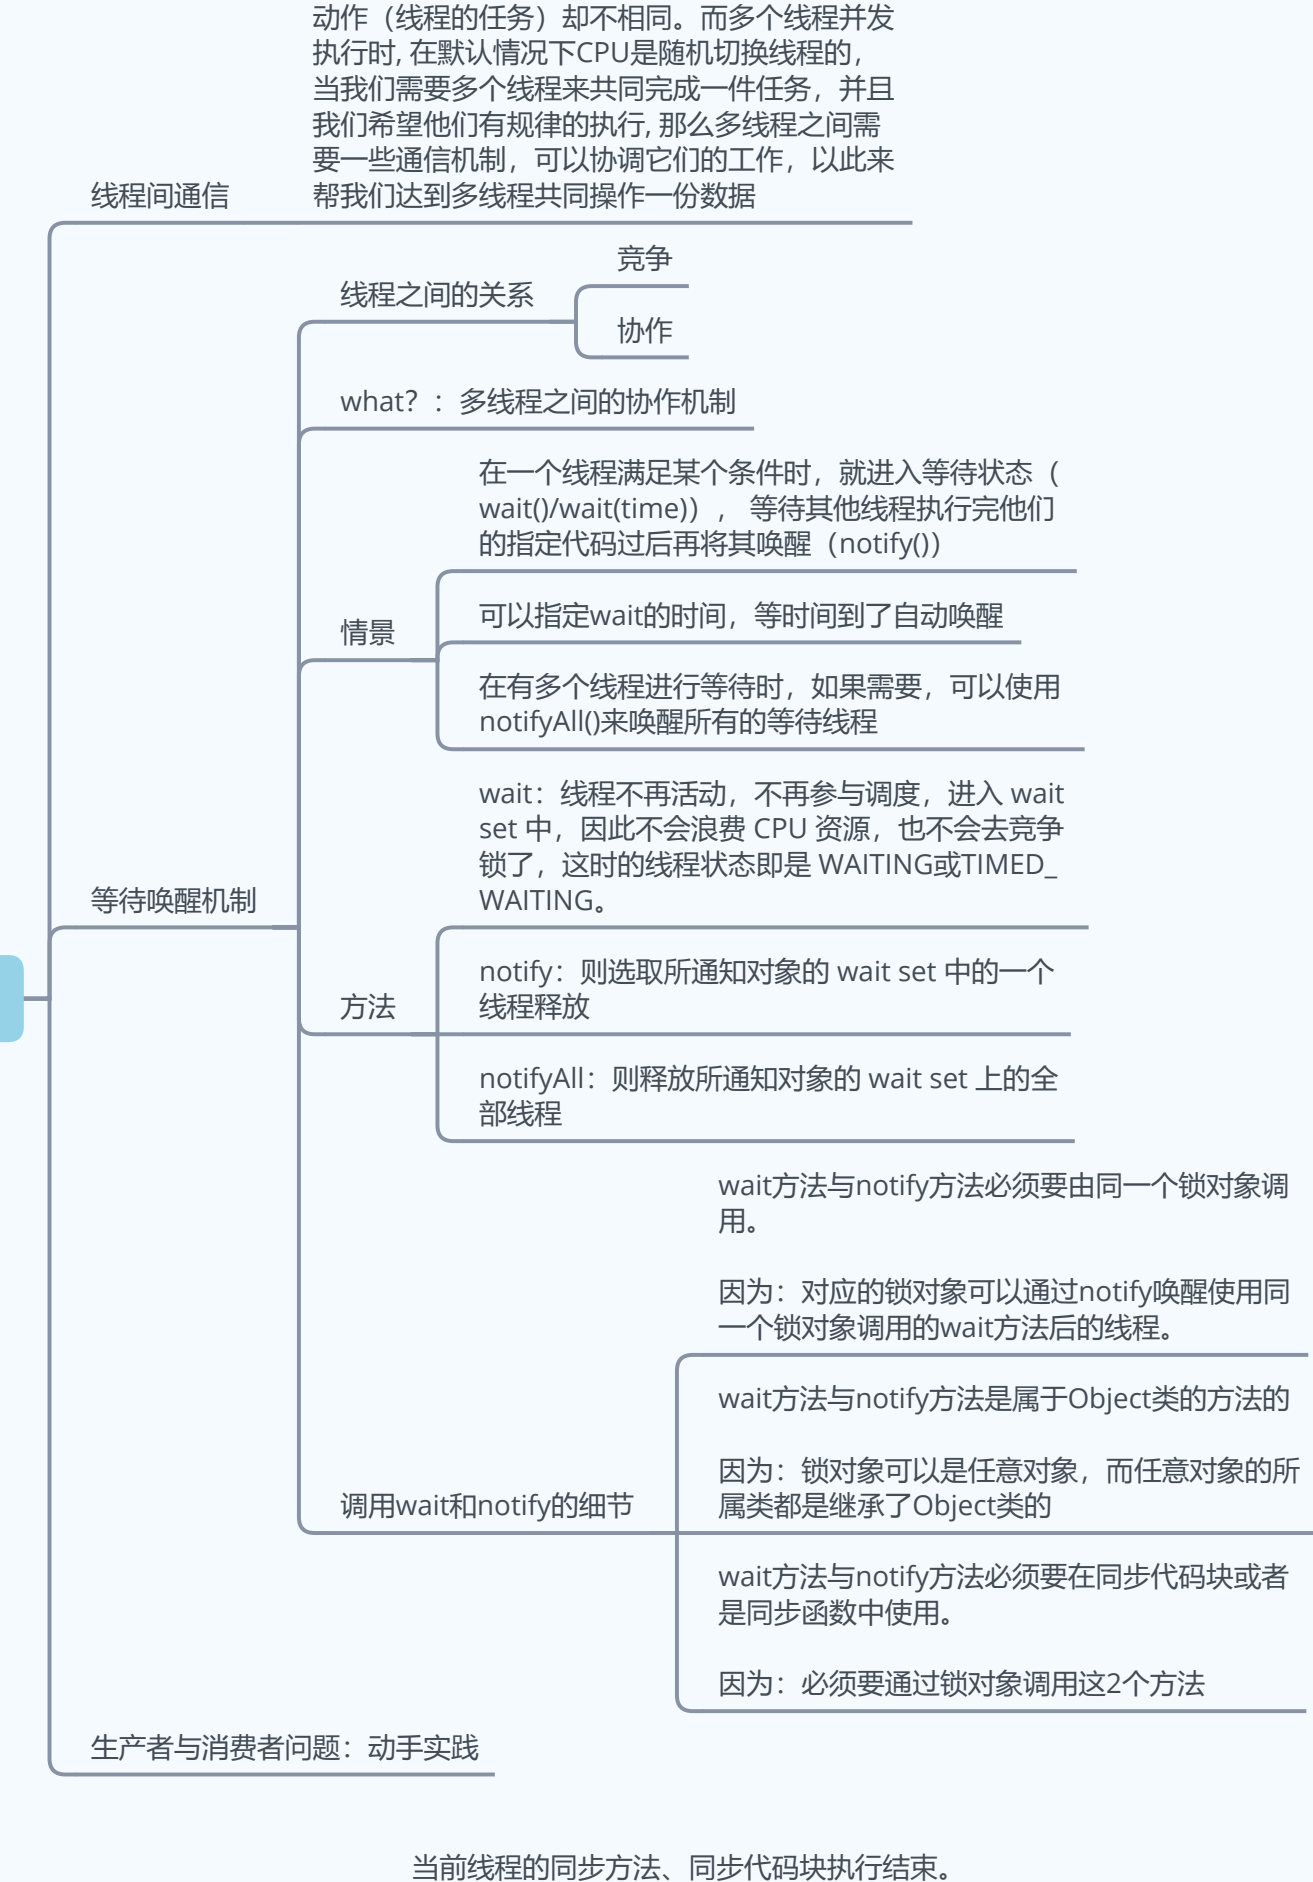 动作（线程的任务）却不相同。而多个线程并发
执行时, 在默认情况下CPU是随机切换线程的，
当我们需要多个线程来共同完成一件任务，并且
我们希望他们有规律的执行, 那么多线程之间需
要一些通信机制，可以协调它们的工作，以此来
帮我们达到多线程共同操作一份数据
线程间通信
竞争
线程之间的关系
协作
what？：多线程之间的协作机制
在一个线程满足某个条件时，就进入等待状态（
wait()/wait(time)）， 等待其他线程执行完他们
的指定代码过后再将其唤醒（notify()）
可以指定wait的时间，等时间到了自动唤醒
情景
在有多个线程进行等待时，如果需要，可以使用
notifyAll()来唤醒所有的等待线程
wait：线程不再活动，不再参与调度，进入 wait
set 中，因此不会浪费 CPU 资源，也不会去竞争
锁了，这时的线程状态即是 WAITING或TIMED_
WAITING。
等待唤醒机制
notify：则选取所通知对象的 wait set 中的一个
线程释放
方法
notifyAll：则释放所通知对象的 wait set 上的全
部线程
wait方法与notify方法必须要由同一个锁对象调
用。
因为：对应的锁对象可以通过notify唤醒使用同
一个锁对象调用的wait方法后的线程。
wait方法与notify方法是属于Object类的方法的
因为：锁对象可以是任意对象，而任意对象的所
属类都是继承了Object类的
调用wait和notify的细节
wait方法与notify方法必须要在同步代码块或者
是同步函数中使用。
因为：必须要通过锁对象调用这2个方法
生产者与消费者问题：动手实践
当前线程的同步方法、同步代码块执行结束。